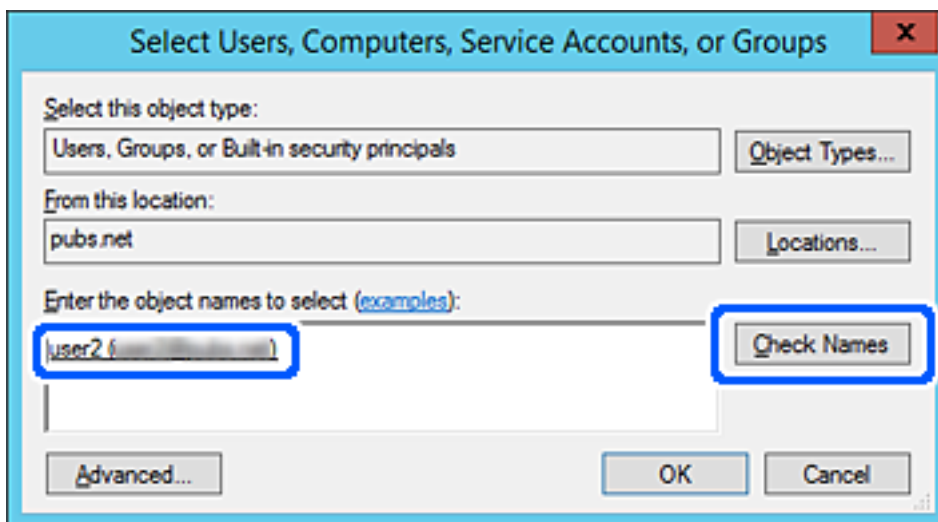 Select Users, Computers, Service Accounts, or Groups
x
Select this object type:
Users, Groups, or Built-in security principals
Object Types...
From this location:
pubs.net
Locations...
Enter the object names to select (examples):
user2 (
)
Check Names
Advanced...
OK
Cancel